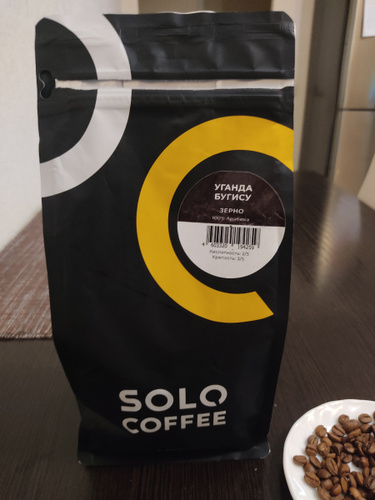 УГАНДА
БУГИСУ
ЗЕРНО
100% Арабика
Кислотность: 2/5
Крепость: 3/5
SOLO
COFFEE